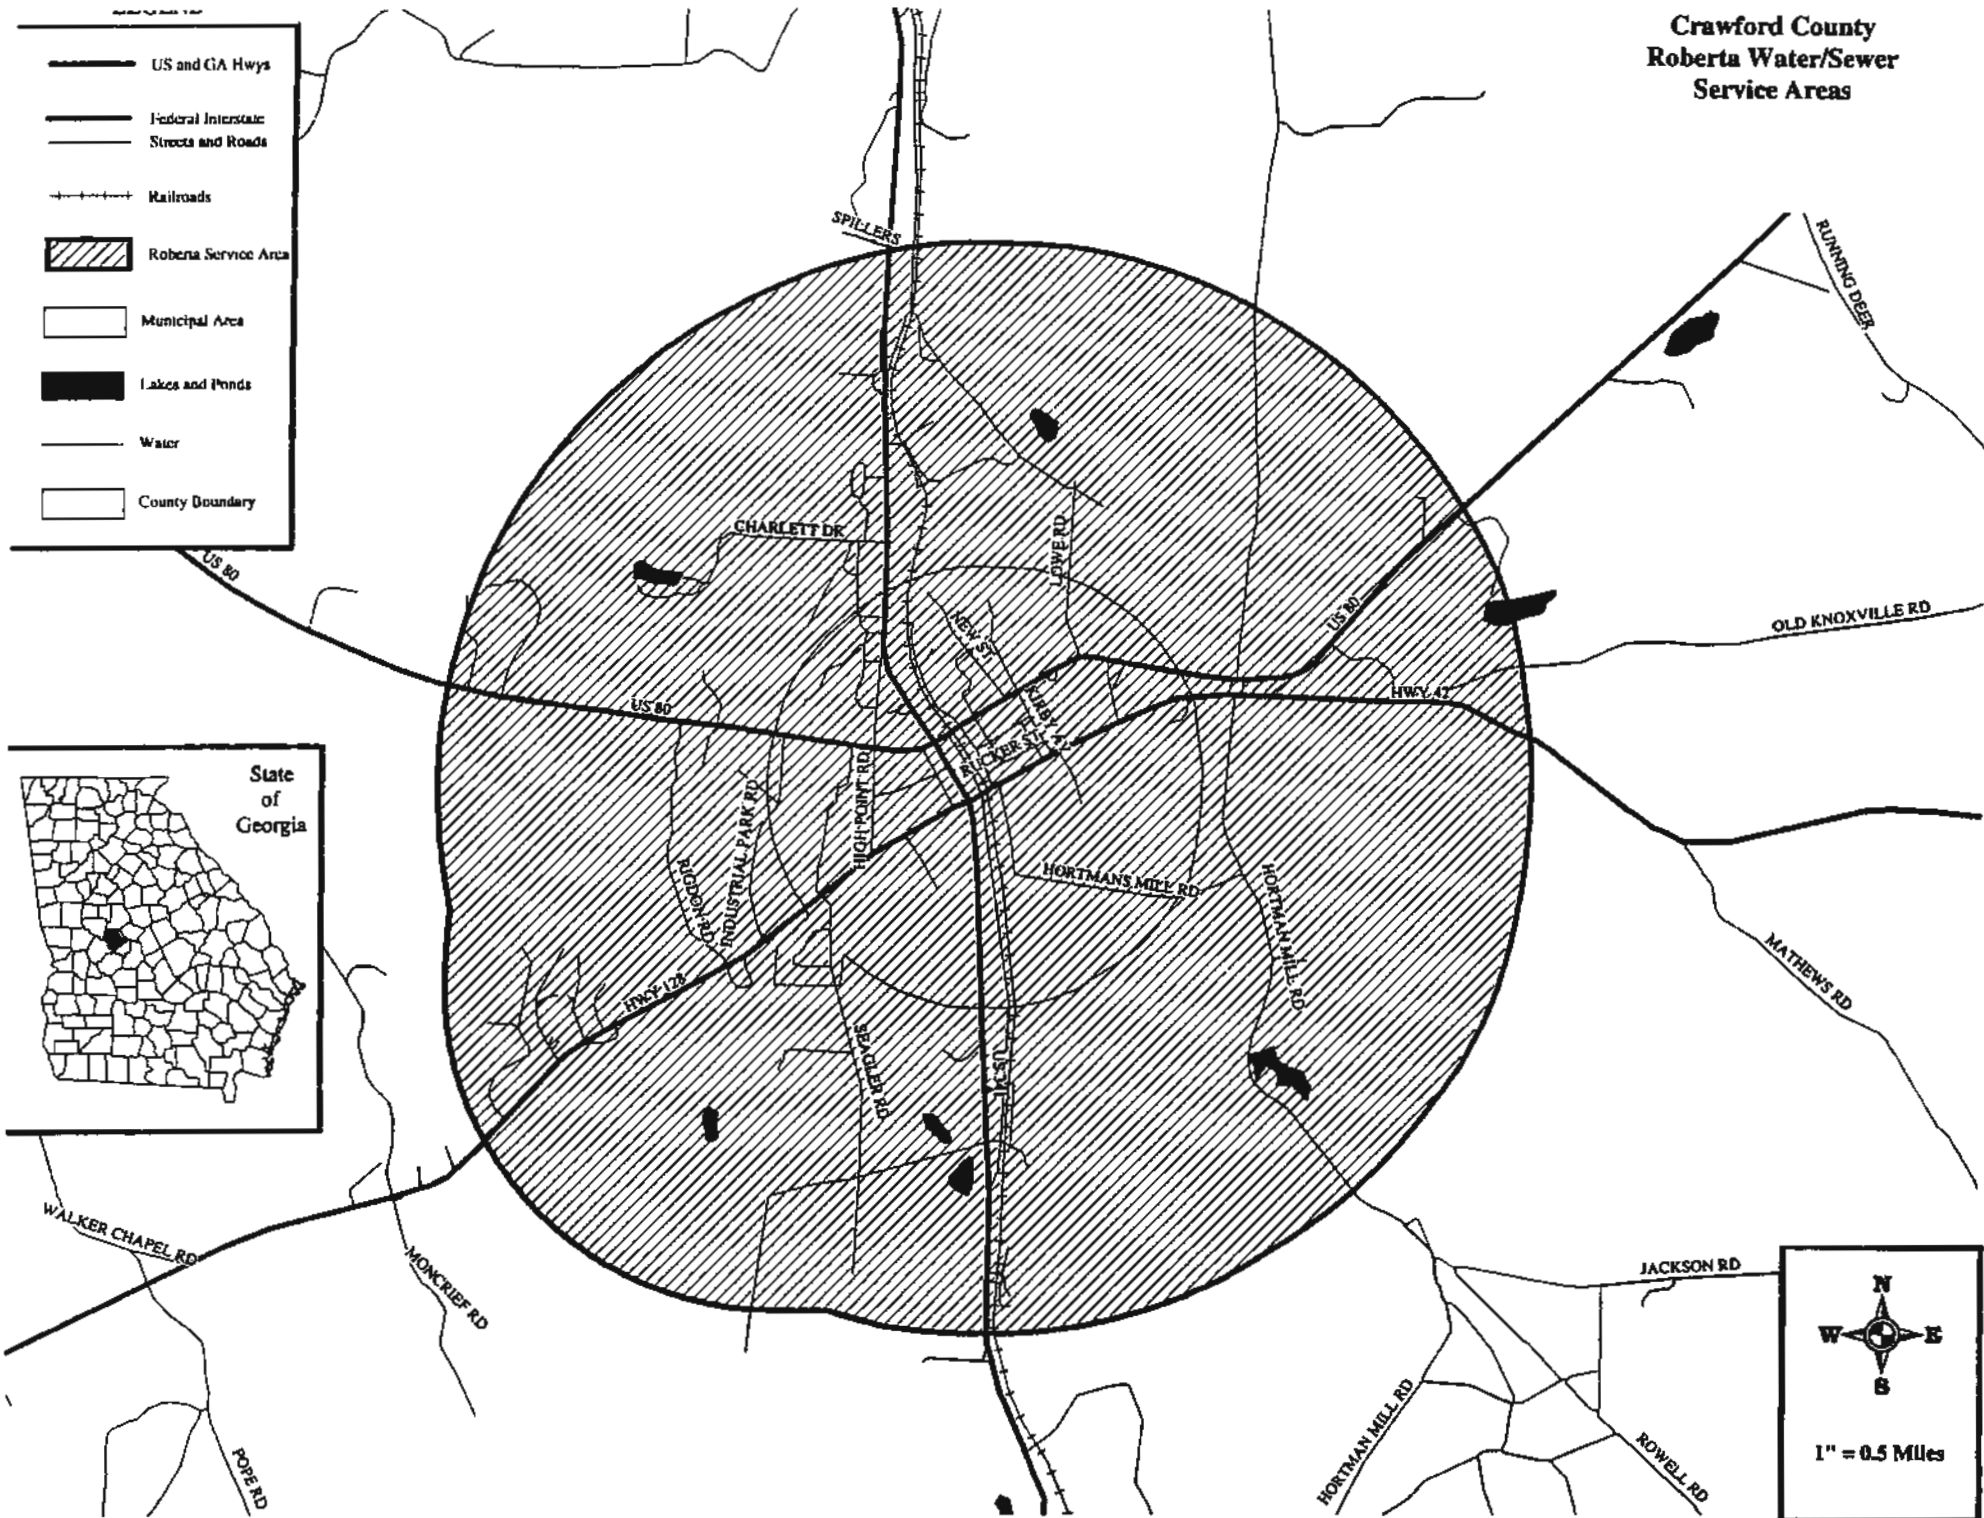 LEGEND
US and GA Hwys
Federal Interstate
Streets and Roads
Railroads
Roberta Service Area
Municipal Area
Lakes and Ponds
Water
County Boundary
Crawford County
Roberta Water/Sewer
Service Areas
SPILLERS
RUNNING DEER
CHARLETT DR
LOWE RD
US 80
US 80
OLD KNOXVILLE RD
NEW ST
KIRBY
HWY 42
US 80
RUCKER ST
HIGH POINT RD
INDUSTRIAL PARK RD
RIGDON RD
HORTMANS MILL RD
HORTMAN MILL RD
MATHEWS RD
HWY 128
SEAGLER RD
State
of
Georgia
WALKER CHAPEL RD
MONCRIEF RD
POPE RD
JACKSON RD
HORTMAN MILL RD
ROWELL RD
N
W
E
S
1" = 0.5 Miles